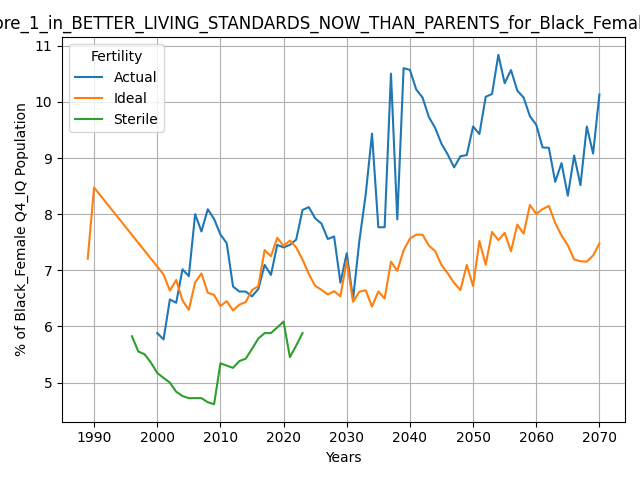 ore_1_in_BETTER_LIVING_STANDARDS_NOW_THAN_PARENTS_for_Black_Femal
Fertility
Actual
Ideal
Sterile
% of Black_Female Q4_IQ Population
11
10
9
8
7
6
5
1990 2000 2010 2020 2030 2040 2050 2060 2070
Years